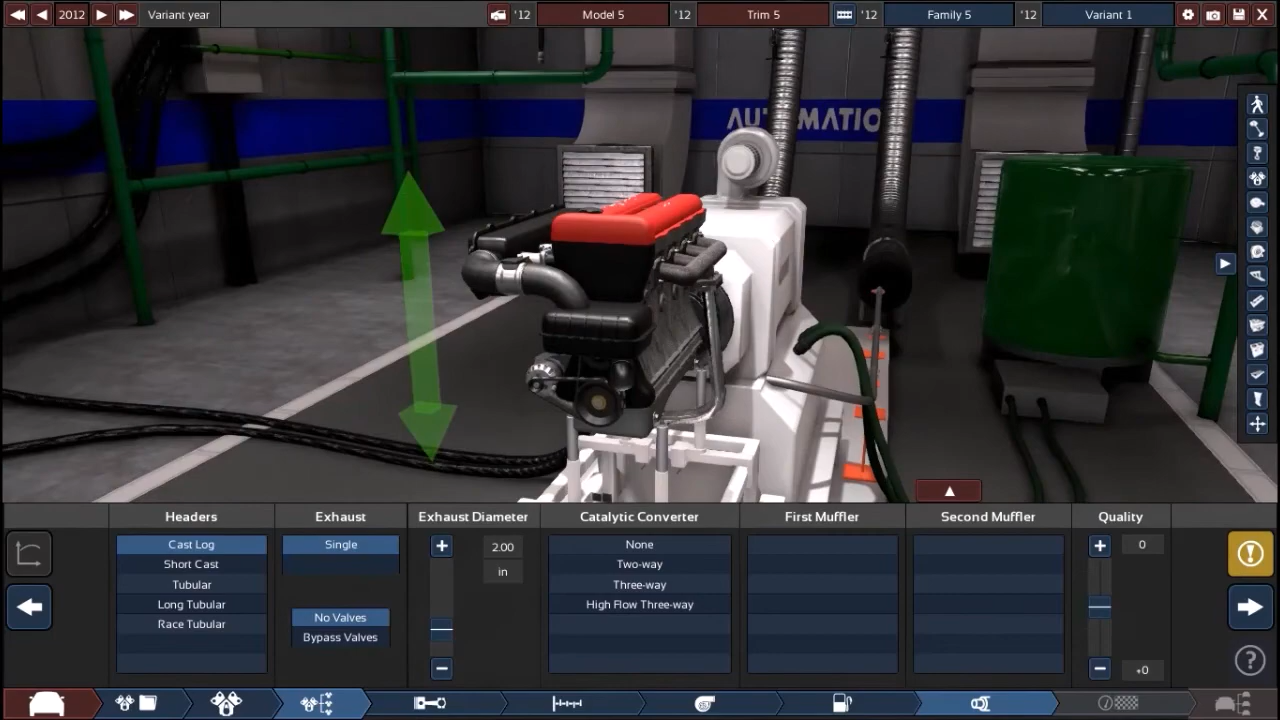 2012 Variant year '12 Model 5 '12 Trim 5 '12 Family 5 '12 Variant 1
AUTOMATIO
Headers Exhaust Exhaust Diameter Catalytic Converter First Muffler Second Muffler Quality
Cast Log Single 2.00 None 0
Short Cast in Two-way
Tubular Three-way
Long Tubular High Flow Three-way
No Valves
Race Tubular
Bypass Valves
+0